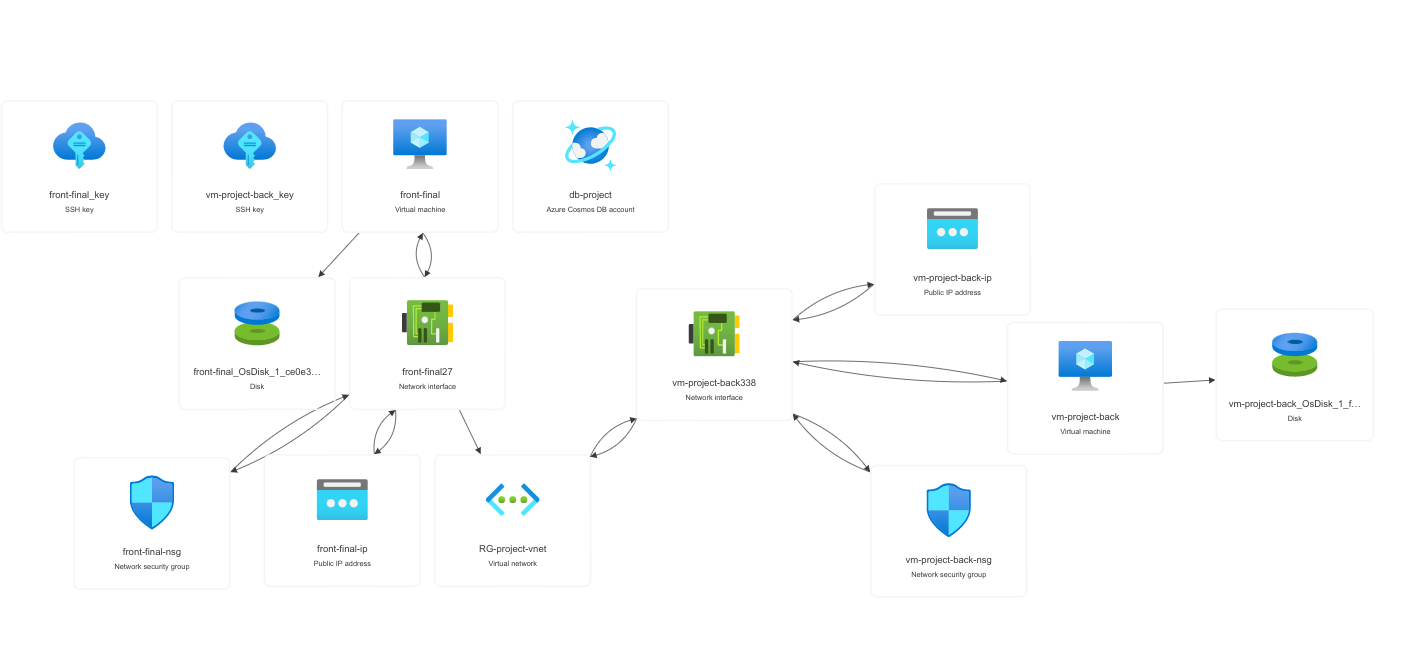 front-final_key
SSH key
vm-project-back_key
SSH key
front-final
Virtual machine
db-project
Azure Cosmos DB account
vm-project-back-ip
Public IP address
front-final_OsDisk_1_ce0e3...
Disk
front-final27
Network interface
vm-project-back338
Network interface
vm-project-back
Virtual machine
vm-project-back_OsDisk_1_f...
Disk
front-final-nsg
Network security group
front-final-ip
Public IP address
RG-project-vnet
Virtual network
vm-project-back-nsg
Network security group